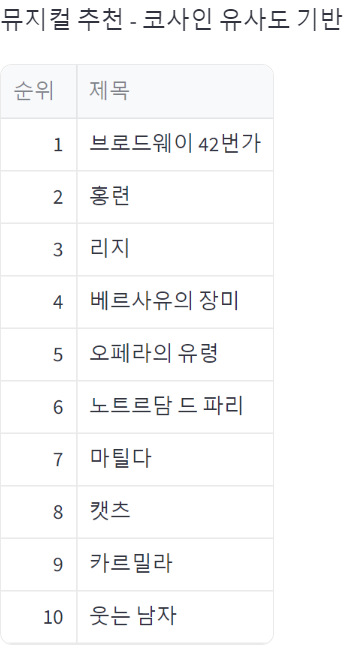 뮤지컬 추천 - 코사인 유사도 기반
순위 제목
1 브로드웨이 42번가
2 홍련
3 리지
4 베르사유의 장미
5 오페라의 유령
6 노트르담 드 파리
7 마틸다
8 캣츠
9 카르밀라
10 웃는 남자